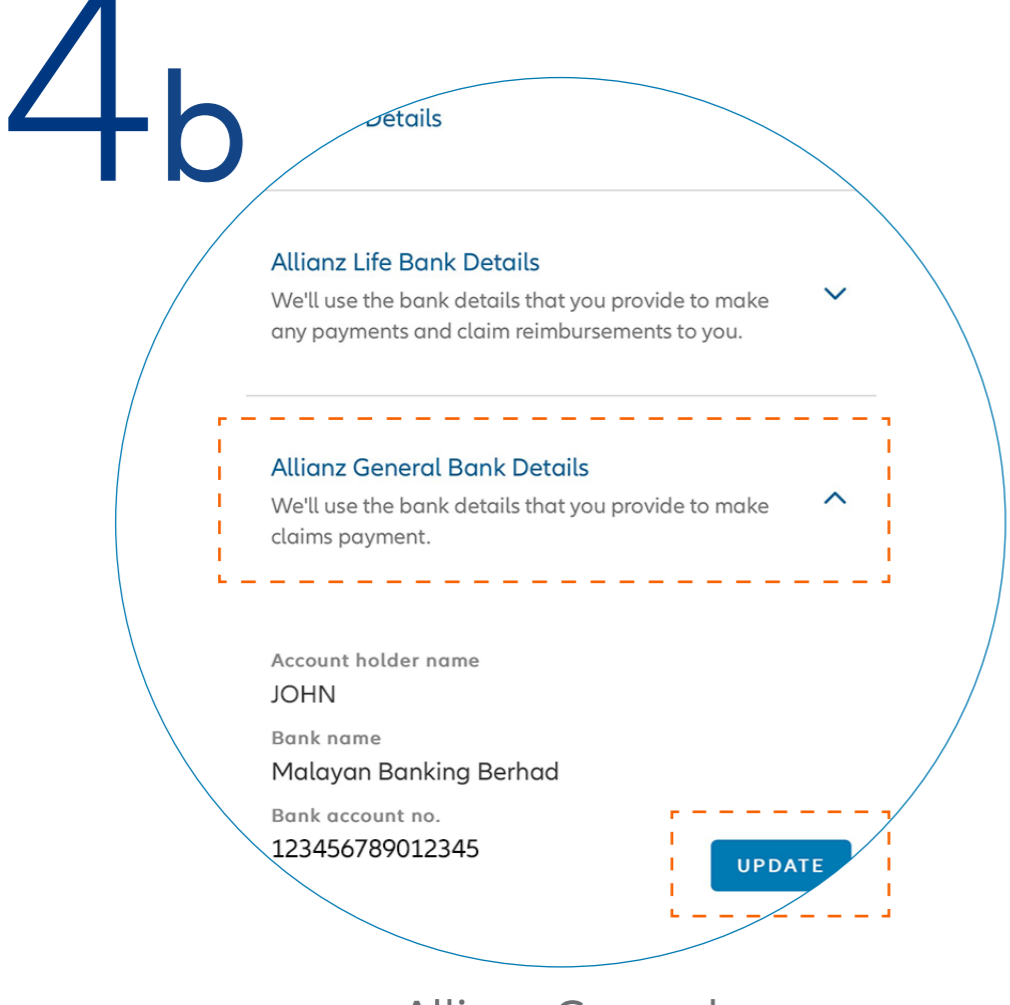 4b
Details
Allianz Life Bank Details
We'll use the bank details that you provide to make
any payments and claim reimbursements to you.
Allianz General Bank Details
We'll use the bank details that you provide to make
claims payment.
Account holder name
JOHN
Bank name
Malayan Banking Berhad
Bank account no.
123456789012345
UPDATE
Allianz General